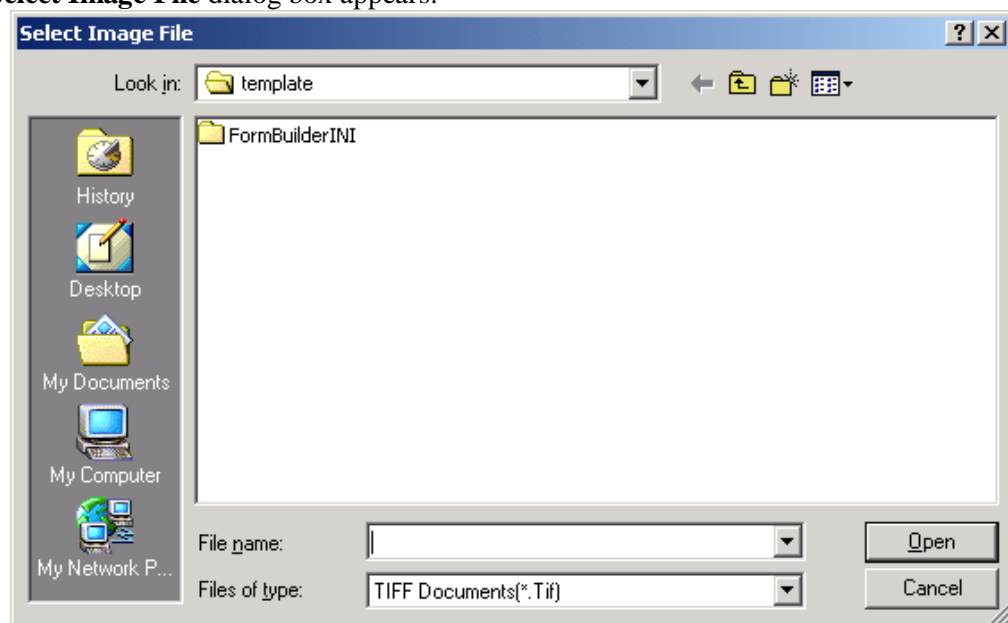 Select Image File dialog box appears.
Select Image File
Look in: template
FormBuilderINI
History
Desktop
My Documents
My Computer
My Network P...
File name:
Open
Files of type: TIFF Documents(*.Tif)
Cancel